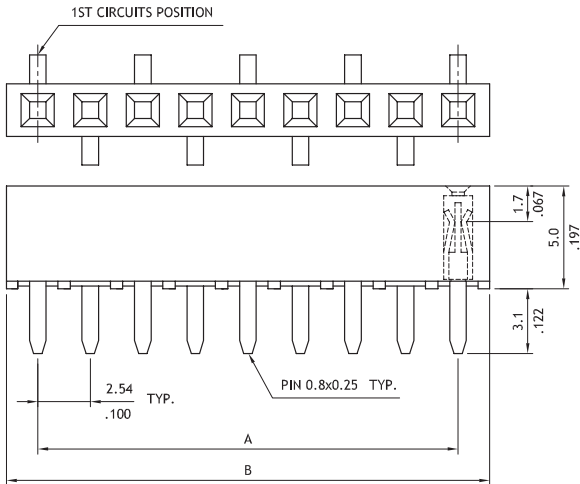 1ST CIRCUITS POSITION
1.7
.067
5.0
.197
3.1
.122
2.54
.100
TYP.
PIN 0.8x0.25 TYP.
A
B